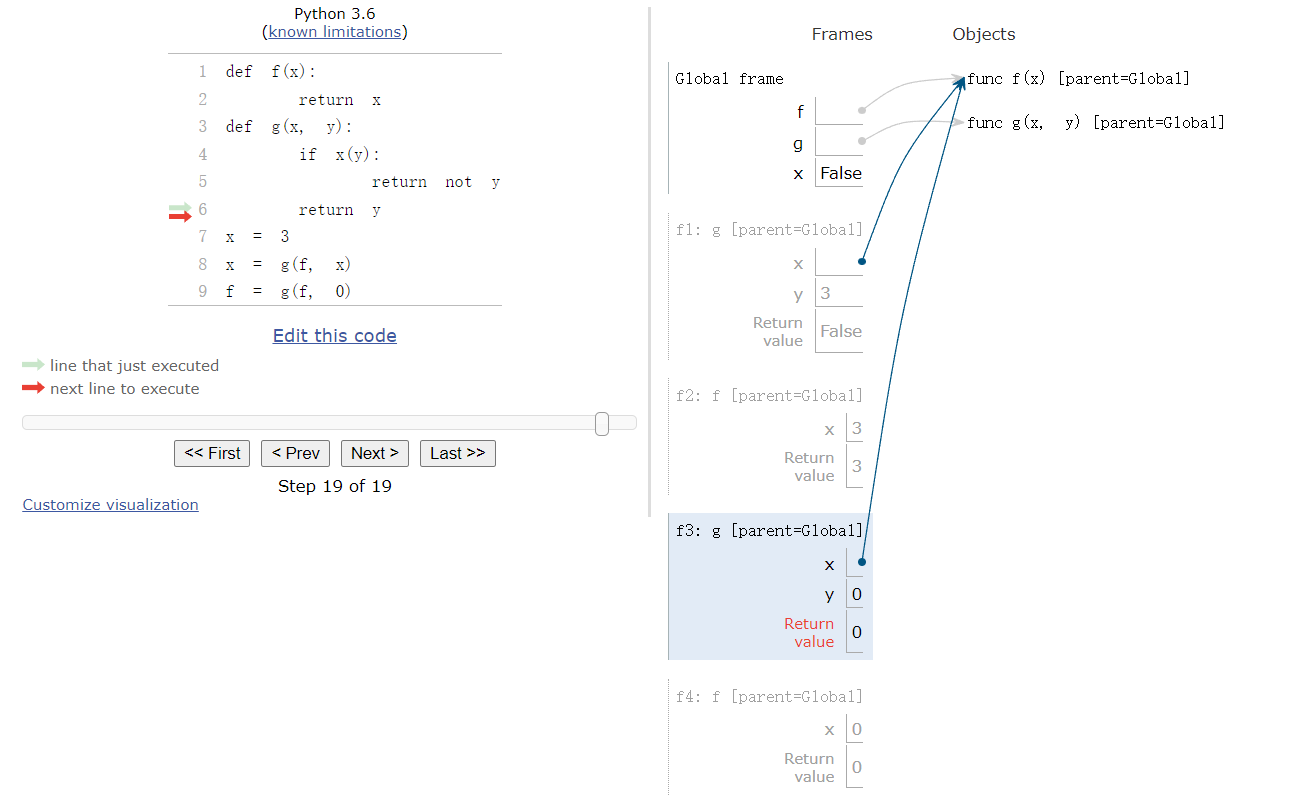 Python 3.6
(known limitations)
1 def f(x):
2 return x
3 def g(x, y):
4 if x(y):
5 return not y
6 return y
7 x = 3
8 x = g(f, x)
9 f = g(f, 0)
Edit this code
line that just executed
next line to execute
<< First < Prev Next > Last >>
Step 19 of 19
Customize visualization
Frames Objects
Global frame
f
g
x False
func f(x) [parent=Global]
func g(x, y) [parent=Global]
f1: g [parent=Global]
x
y 3
Return
value False
f2: f [parent=Global]
x 3
Return
value 3
f3: g [parent=Global]
x
y 0
Return
value 0
f4: f [parent=Global]
x 0
Return
value 0